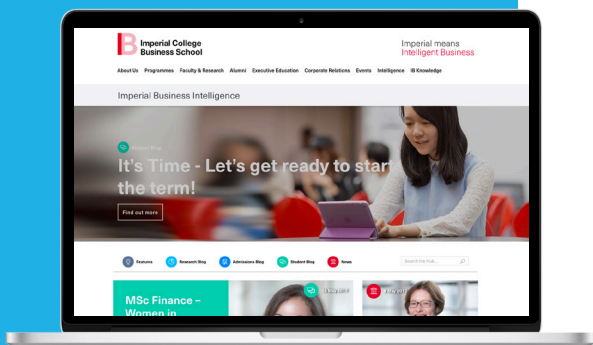 Imperial College
Business School
Imperial means
Intelligent Business
About Us Programmes Faculty & Research Alumni Executive Education Corporate Relations Events Intelligence IB Knowledge
Imperial Business Intelligence
Student Blog
It's Time - Let's get ready to start
the term!
Find out more
Features Research Blog Admissions Blog Student Blog News
Search the Hub...
MSc Finance –
Women in